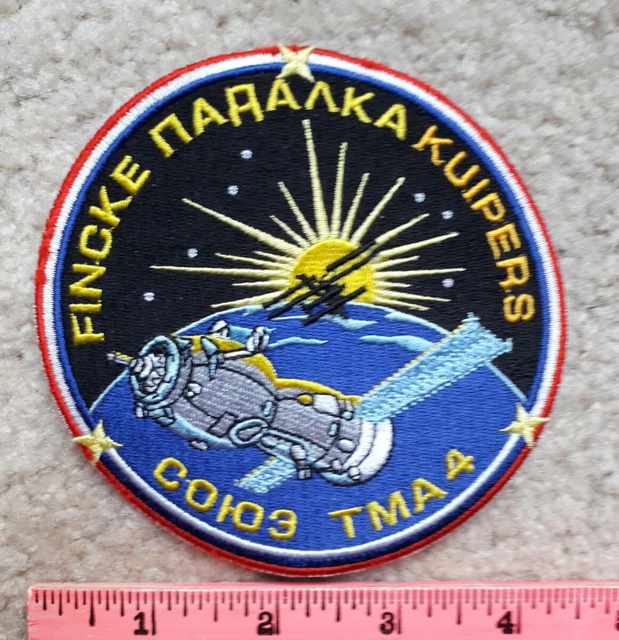 FINCKE ПАДАЛКА KUIPERS
СОЮЗ ТМА 4
1 2 3 4